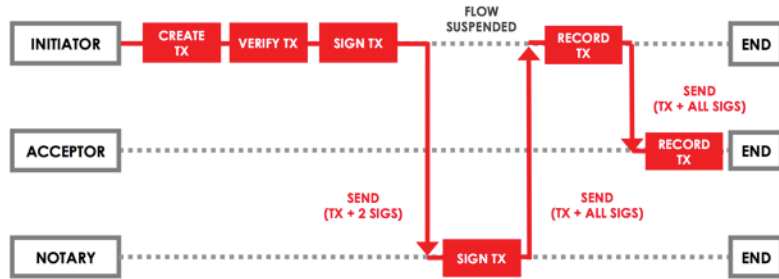 FLOW
SUSPENDED
INITIATOR
CREATE
TX
VERIFY TX
SIGN TX
RECORD
TX
END
SEND
(TX + ALL SIGS)
ACCEPTOR
RECORD
TX
END
SEND
(TX + 2 SIGS)
SEND
(TX + ALL SIGS)
NOTARY
SIGN TX
END